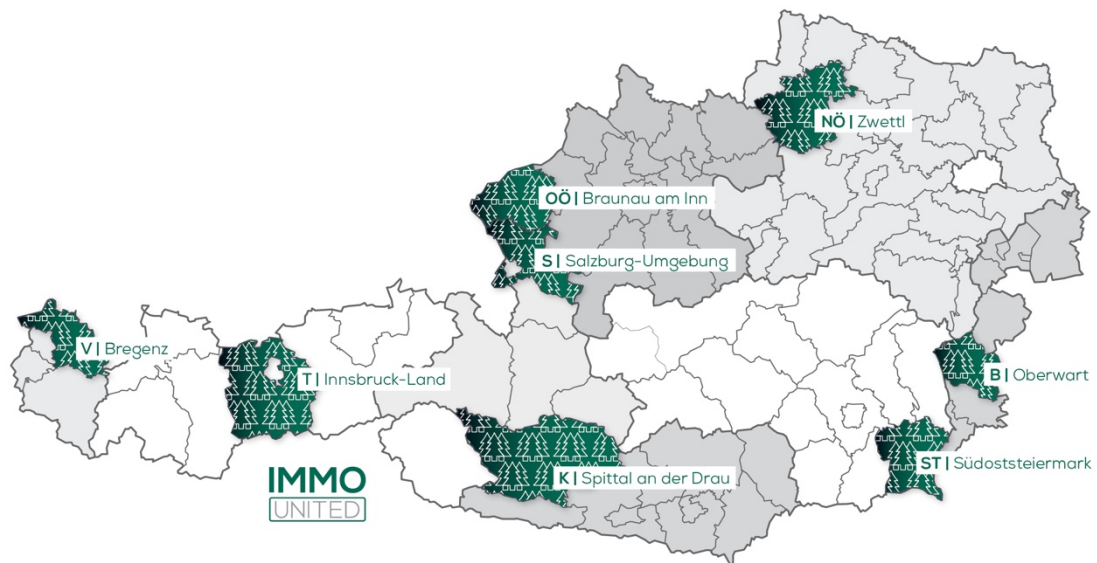 NÖ | Zwettl
OÖ | Braunau am Inn
S | Salzburg-Umgebung
V | Bregenz
T | Innsbruck-Land
B | Oberwart
ST | Südoststeiermark
K | Spittal an der Drau
IMMO
UNITED